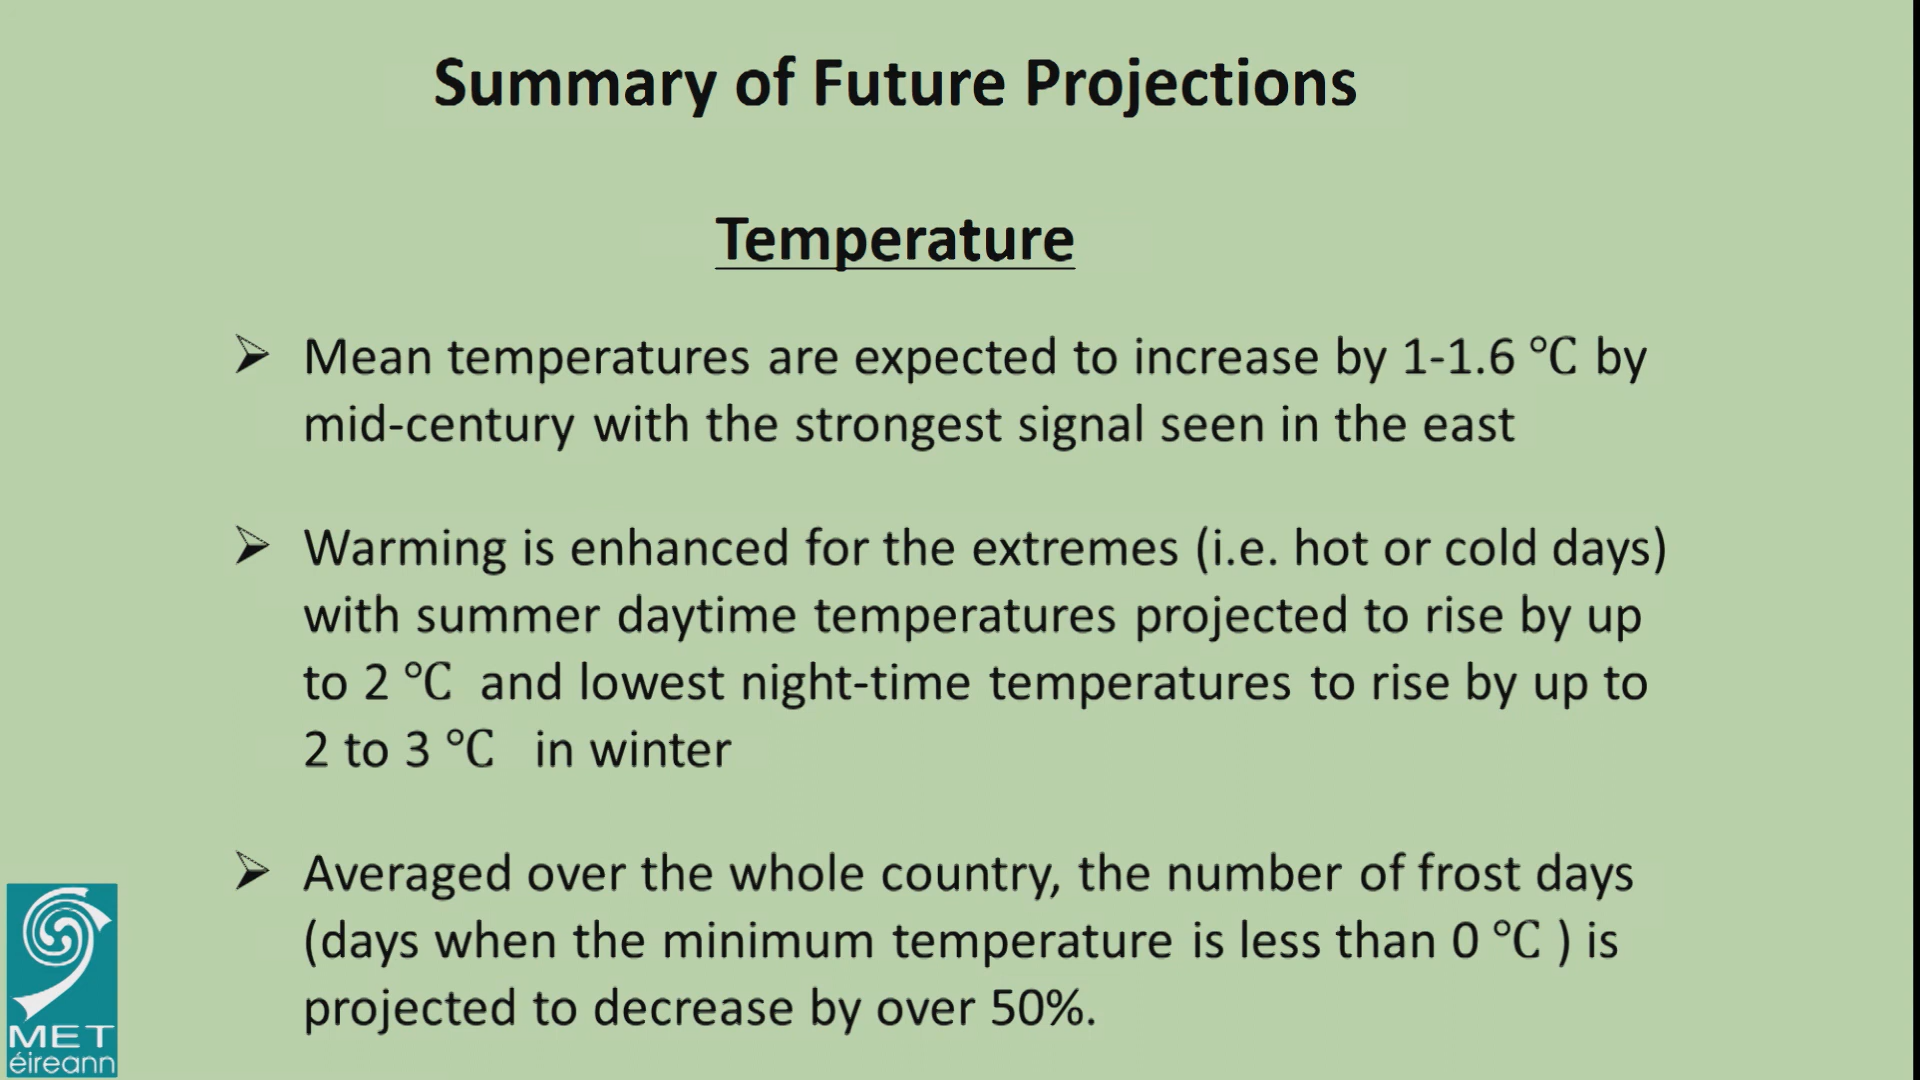 Summary of Future Projections
Temperature
Mean temperatures are expected to increase by 1-1.6 °C by
mid-century with the strongest signal seen in the east
Warming is enhanced for the extremes (i.e. hot or cold days)
with summer daytime temperatures projected to rise by up
to 2 °C and lowest night-time temperatures to rise by up to
2 to 3 °C in winter
Averaged over the whole country, the number of frost days
(days when the minimum temperature is less than 0 °C ) is
projected to decrease by over 50%.
MET
éireann